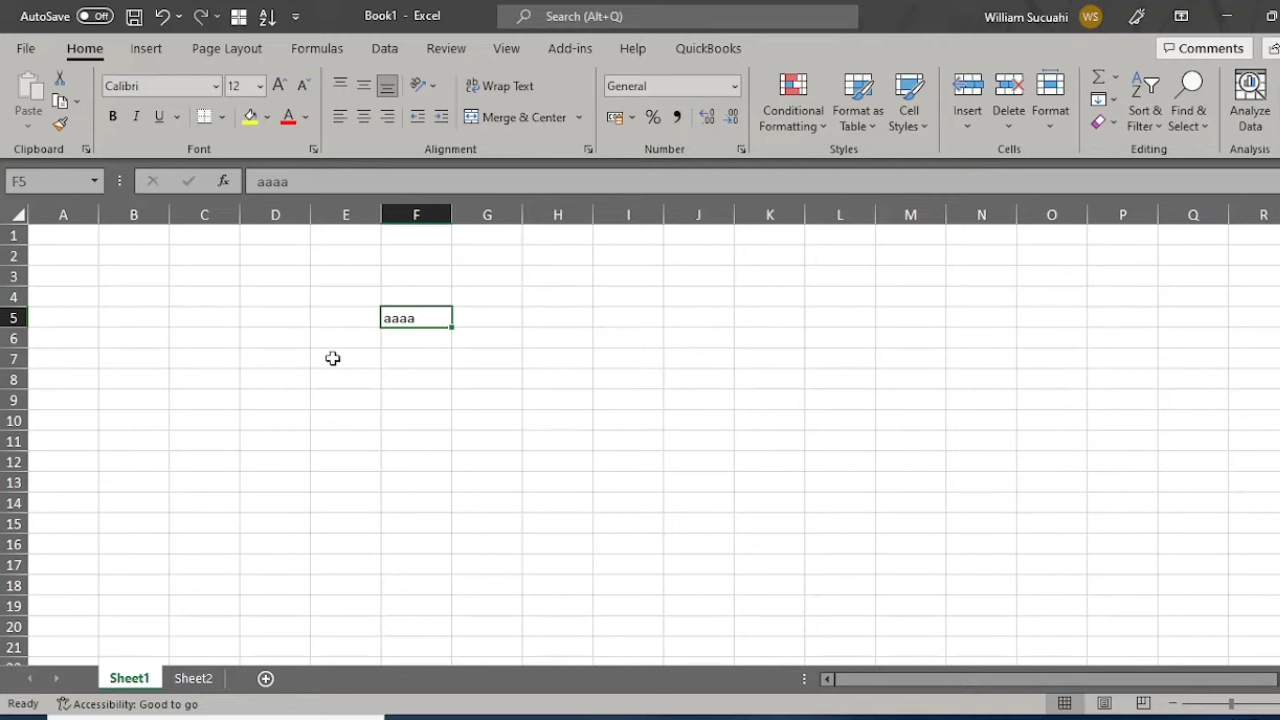 AutoSave Off Book1 - Excel Search (Alt+Q) William Sucuahi WS
File Home Insert Page Layout Formulas Data Review View Add-ins Help QuickBooks Comments
Paste Calibri 12 Wrap Text General Conditional Formatting Format as Table Cell Styles Insert Delete Format Sort & Filter Find & Select Analyze Data
B I U A Merge & Center %
Clipboard Font Alignment Number Styles Cells Editing Analysis
F5 fx aaaa
A B C D E F G H I J K L M N O P Q R
1
2
3
4
5 aaaa
6
7
8
9
10
11
12
13
14
15
16
17
18
19
20
21
Sheet1 Sheet2
Ready Accessibility: Good to go